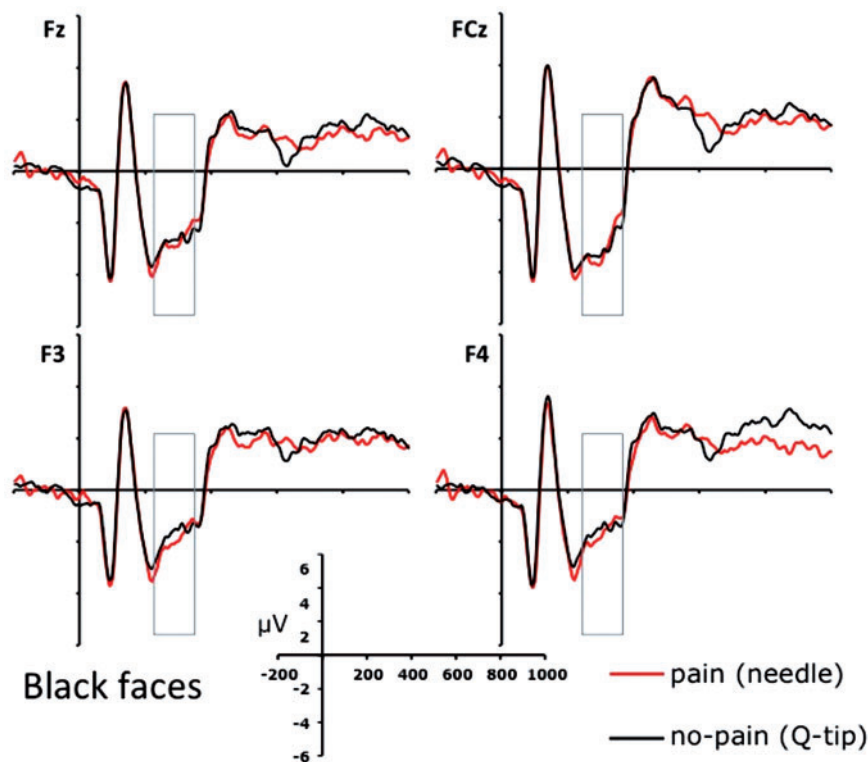 Fz
FCz
F3
F4
6
4
μV
2
-200 0 200 400 600 800 1000
-2
-4
-6
Black faces
pain (needle)
no-pain (Q-tip)